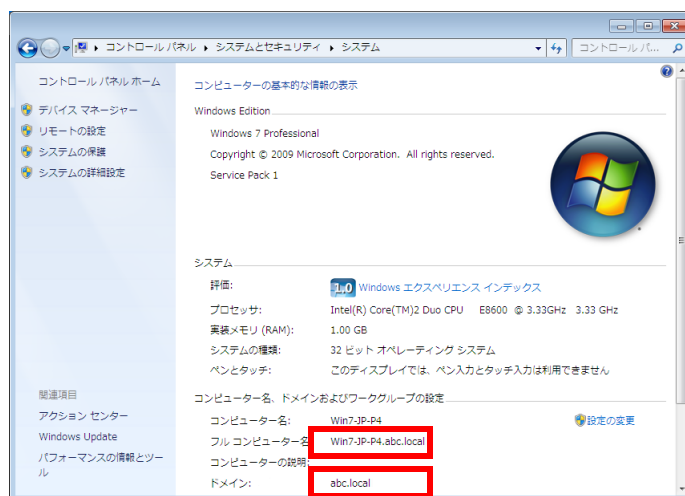 コントロール パネル ▸ システムとセキュリティ ▸ システム
コントロール パ...
コントロール パネル ホーム
デバイス マネージャー
リモートの設定
システムの保護
システムの詳細設定
コンピューターの基本的な情報の表示
Windows Edition
Windows 7 Professional
Copyright © 2009 Microsoft Corporation. All rights reserved.
Service Pack 1
システム
評価: 1.0 Windows エクスペリエンス インデックス
プロセッサ: Intel(R) Core(TM)2 Duo CPU E8600 @ 3.33GHz 3.33 GHz
実装メモリ (RAM): 1.00 GB
システムの種類: 32 ビット オペレーティング システム
ペンとタッチ: このディスプレイでは、ペン入力とタッチ入力は利用できません
コンピューター名、ドメインおよびワークグループの設定
コンピューター名: Win7-JP-P4 設定の変更
フル コンピューター名 Win7-JP-P4.abc.local
コンピューターの説明:
ドメイン: abc.local
関連項目
アクション センター
Windows Update
パフォーマンスの情報とツー
ル